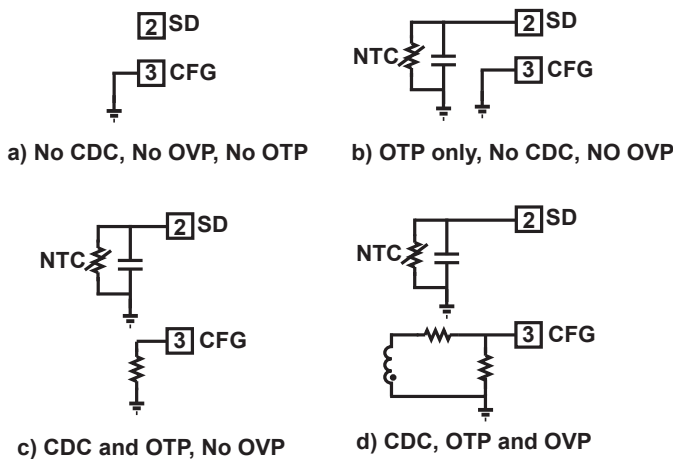 2 SD
3 CFG
a) No CDC, No OVP, No OTP
2 SD
NTC
3 CFG
b) OTP only, No CDC, NO OVP
2 SD
NTC
3 CFG
c) CDC and OTP, No OVP
2 SD
NTC
3 CFG
d) CDC, OTP and OVP